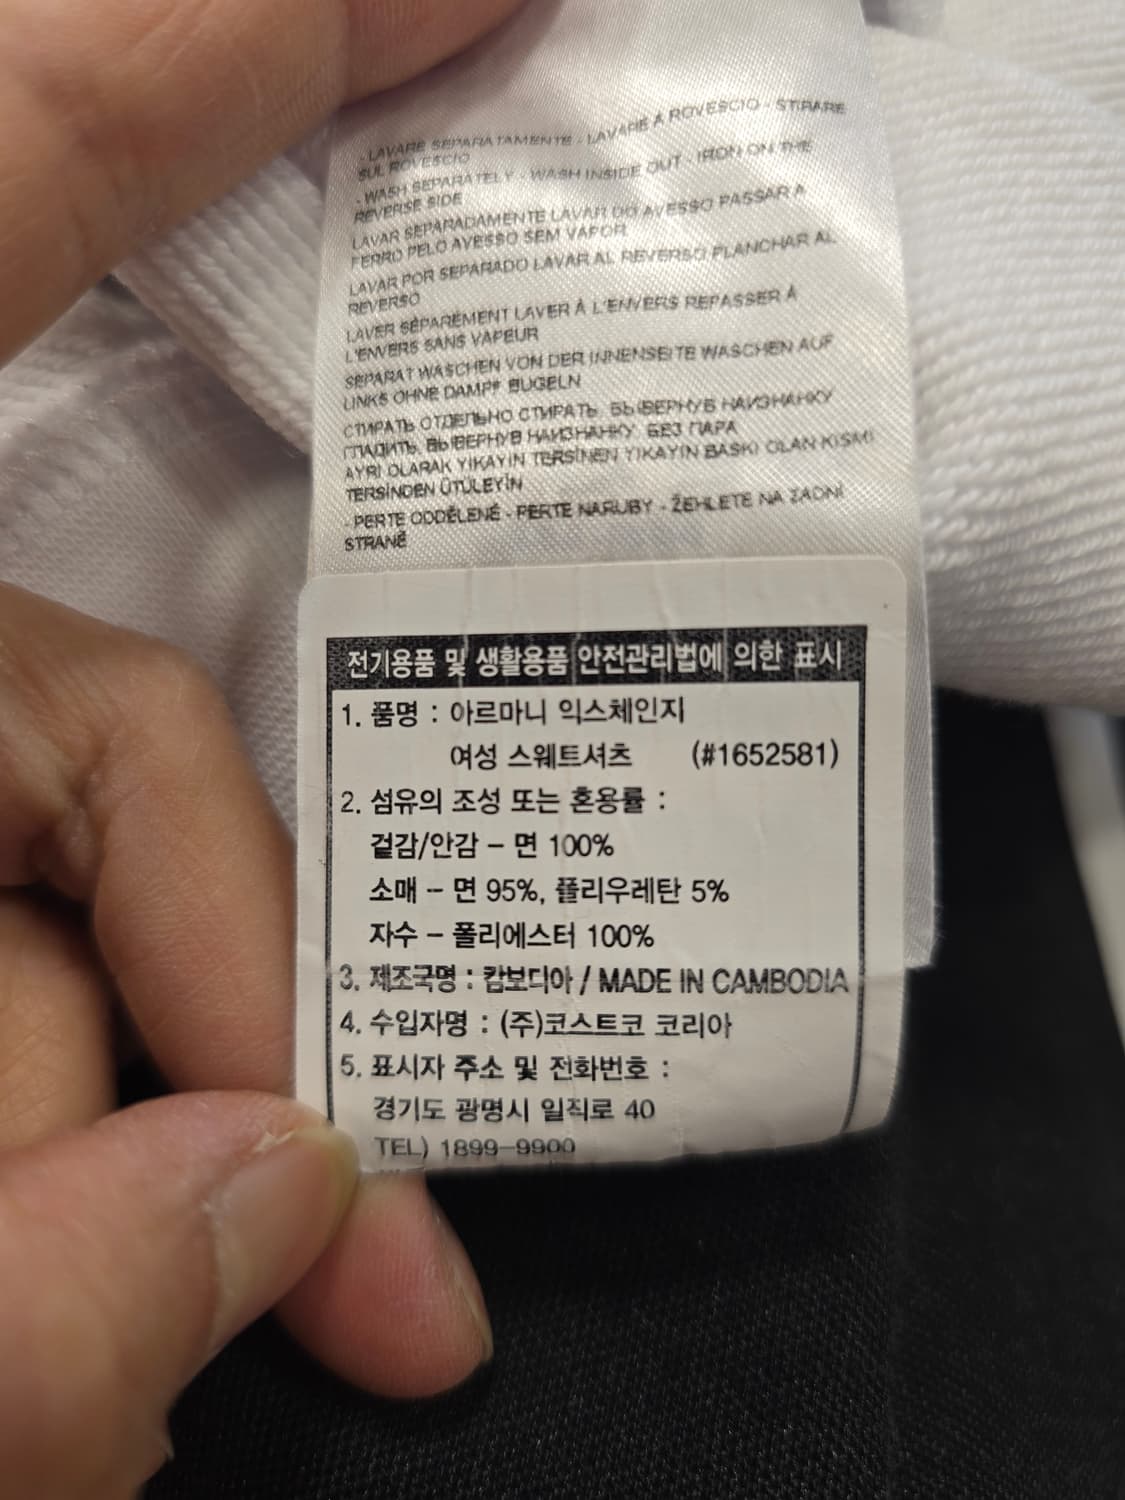 - LAVARE SEPARATAMENTE - LAVARE A ROVESCIO - STIRARE
SUL ROVESCIO
- WASH SEPARATELY - WASH INSIDE OUT - IRON ON THE
REVERSE SIDE
LAVAR SEPARADAMENTE LAVAR DO AVESSO PASSAR A
FERRO PELO AVESSO SEM VAPOR
LAVAR POR SEPARADO LAVAR AL REVERSO PLANCHAR AL
REVERSO
LAVER SÉPARÉMENT LAVER À L'ENVERS REPASSER À
L'ENVERS SANS VAPEUR
SEPARAT WASCHEN VON DER INNENSEITE WASCHEN AUF
LINKS OHNE DAMPF BUGELN
СТИРАТЬ ОТДЕЛЬНО СТИРАТЬ, ВЫВЕРНУВ НАИЗНАНКУ
ГЛАДИТЬ, ВЫВЕРНУВ НАИЗНАНКУ, БЕЗ ПАРА
AYRI OLARAK YIKAYIN TERSİNEN YIKAYIN BASKI OLAN KISMI
TERSİNDEN ÜTÜLEYİN
- PERTE ODDĚLENĚ - PERTE NARUBY - ŽEHLETE NA ZADNÍ
STRANĚ
전기용품 및 생활용품 안전관리법에 의한 표시
1. 품명 : 아르마니 익스체인지
여성 스웨트셔츠 (#1652581)
2. 섬유의 조성 또는 혼용률 :
겉감/안감 – 면 100%
소매 – 면 95%, 폴리우레탄 5%
자수 – 폴리에스터 100%
3. 제조국명 : 캄보디아 / MADE IN CAMBODIA
4. 수입자명 : (주)코스트코 코리아
5. 표시자 주소 및 전화번호 :
경기도 광명시 일직로 40
TEL) 1899-9900